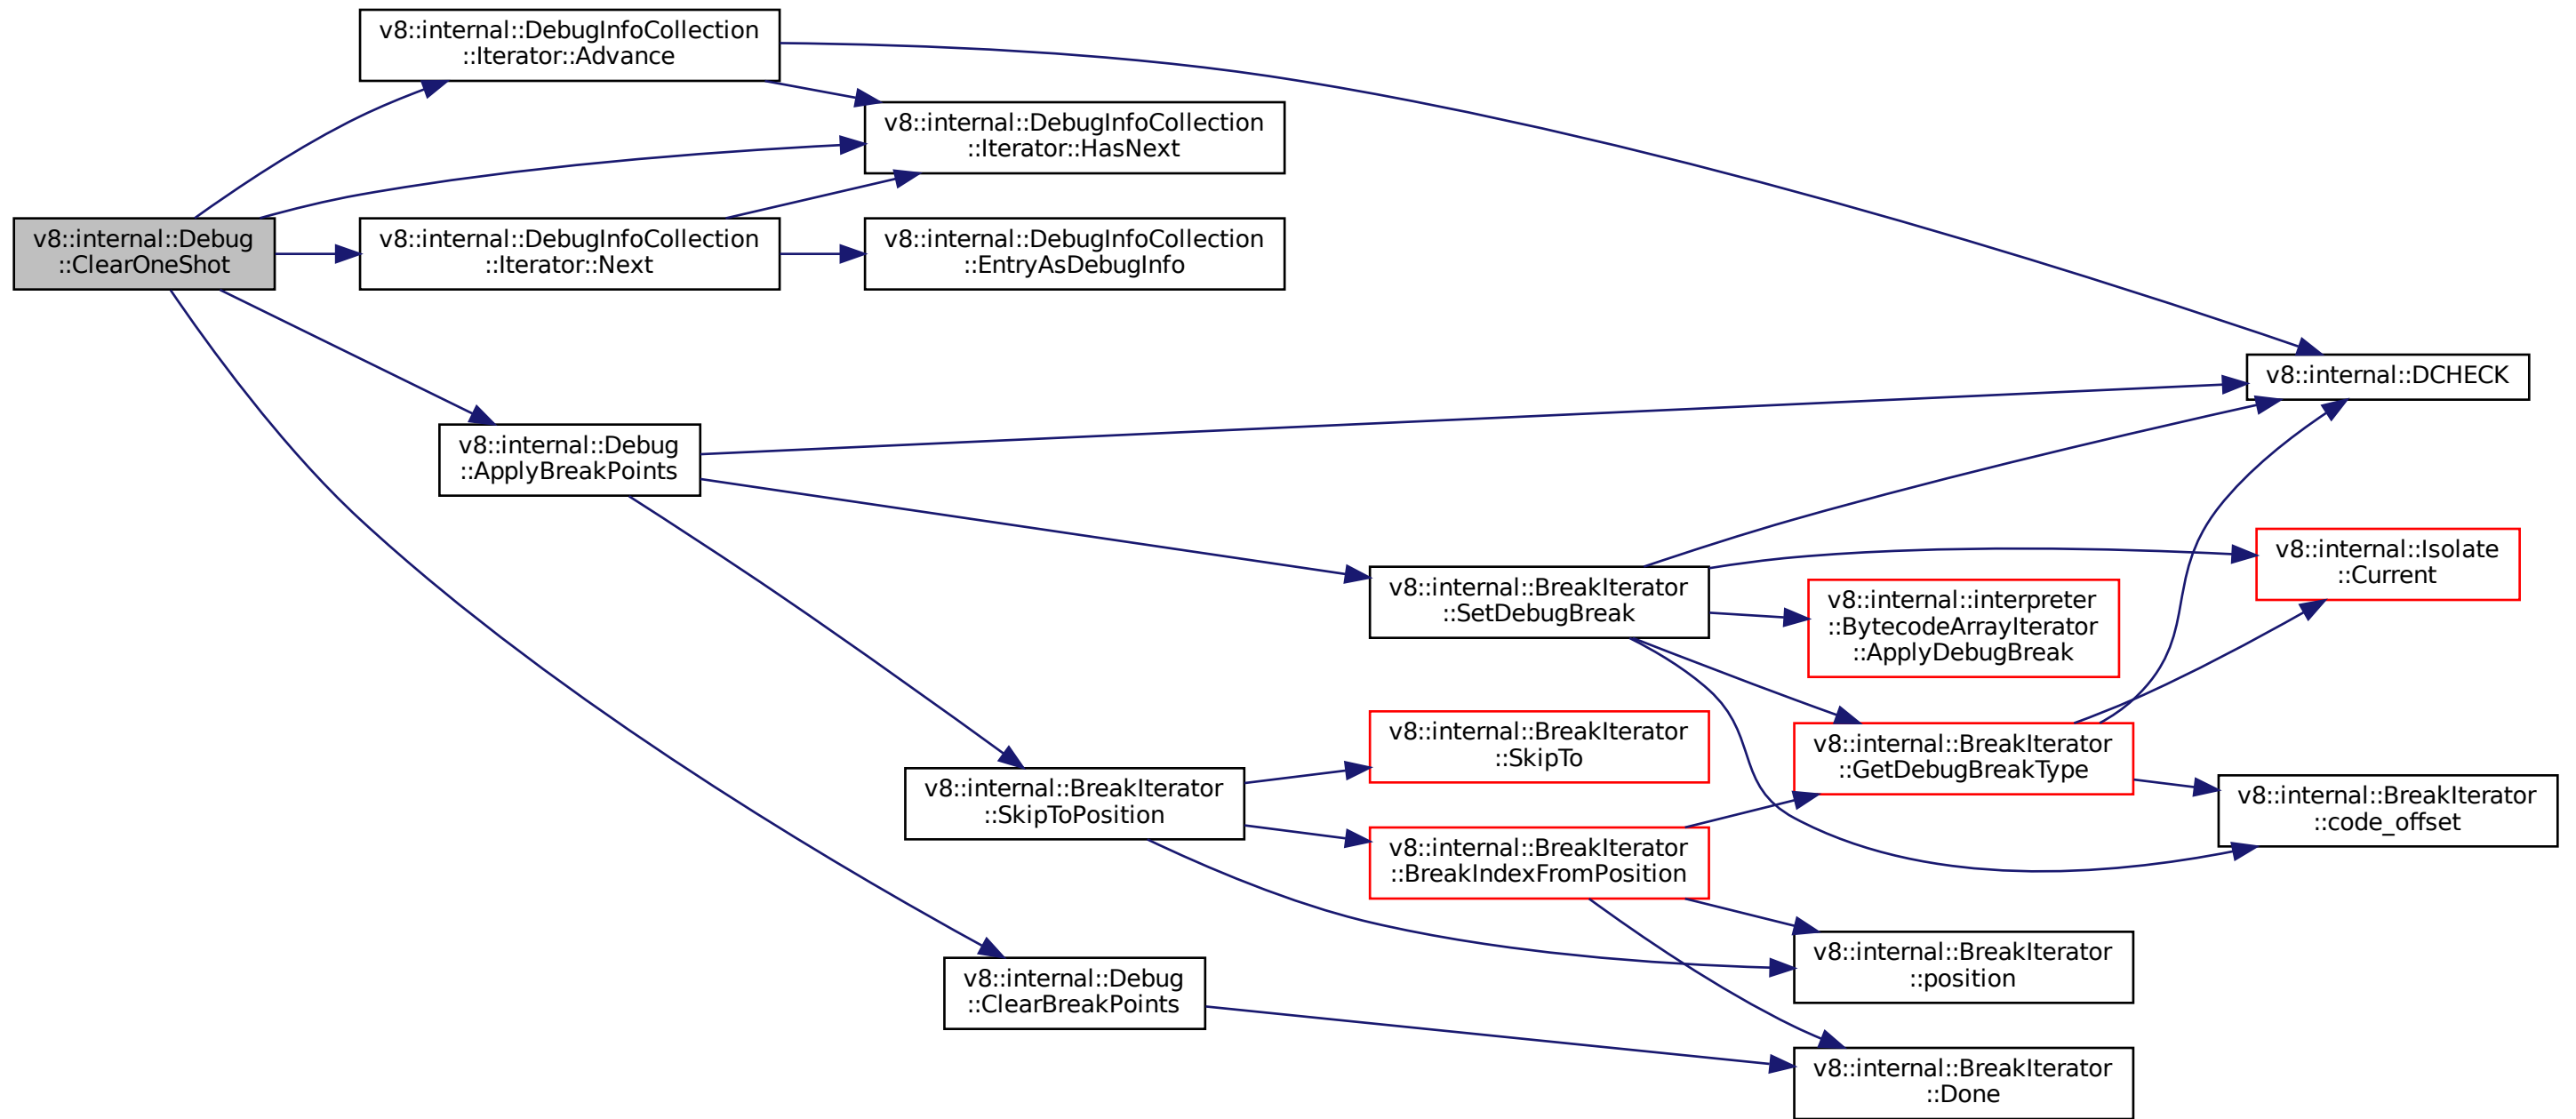 v8::internal::DebugInfoCollection
::Iterator::Advance
v8::internal::DebugInfoCollection
::Iterator::HasNext
v8::internal::Debug
::ClearOneShot
v8::internal::DebugInfoCollection
::Iterator::Next
v8::internal::DebugInfoCollection
::EntryAsDebugInfo
v8::internal::DCHECK
v8::internal::Debug
::ApplyBreakPoints
v8::internal::Isolate
::Current
v8::internal::BreakIterator
::SetDebugBreak
v8::internal::interpreter
::BytecodeArrayIterator
::ApplyDebugBreak
v8::internal::BreakIterator
::SkipTo
v8::internal::BreakIterator
::GetDebugBreakType
v8::internal::BreakIterator
::SkipToPosition
v8::internal::BreakIterator
::code_offset
v8::internal::BreakIterator
::BreakIndexFromPosition
v8::internal::BreakIterator
::position
v8::internal::Debug
::ClearBreakPoints
v8::internal::BreakIterator
::Done